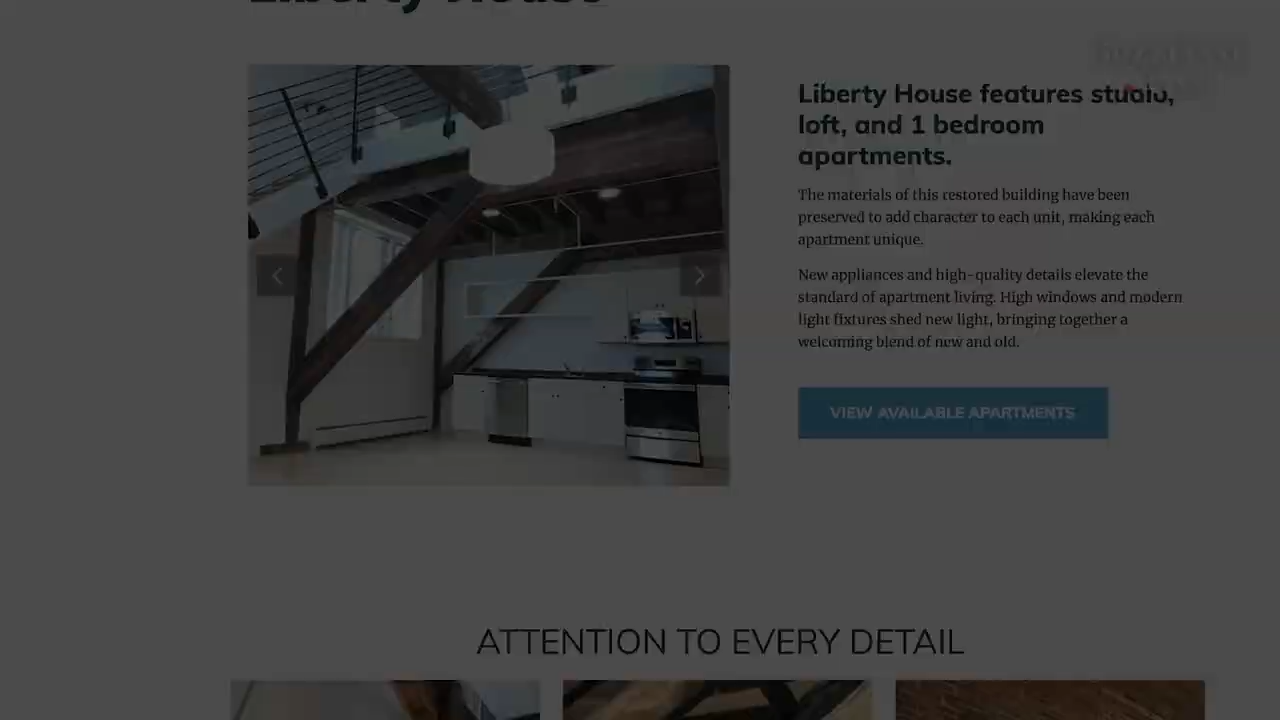 Liberty House
Liberty House features studio,
loft, and 1 bedroom
apartments.
The materials of this restored building have been
preserved to add character to each unit, making each
apartment unique.
New appliances and high-quality details elevate the
standard of apartment living. High windows and modern
light fixtures shed new light, bringing together a
welcoming blend of new and old.
VIEW AVAILABLE APARTMENTS
ATTENTION TO EVERY DETAIL